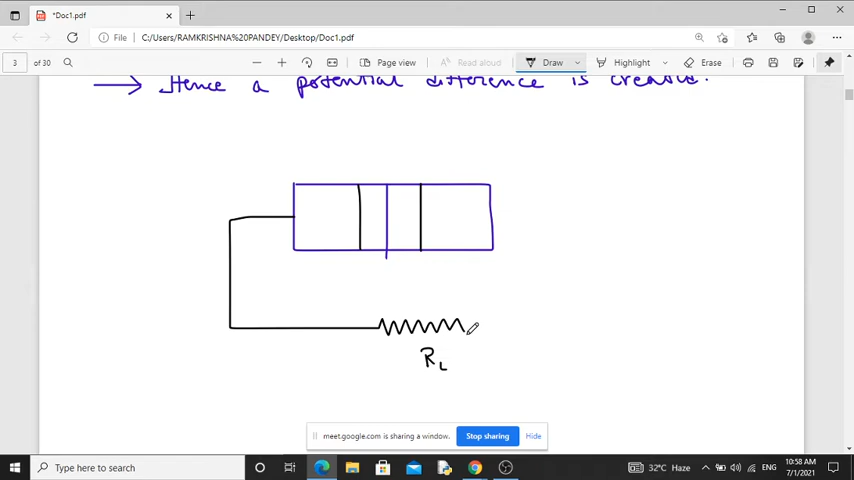 *Doc1.pdf
File
C:/Users/RAMKRISHNA%20PANDEY/Desktop/Doc1.pdf
3 of 30
Page view
Read aloud
Draw
Highlight
Erase
→ Hence a potential difference is created.
RL
meet.google.com is sharing a window.
Stop sharing
Hide
Type here to search
32°C Haze
ENG
10:58 AM
7/1/2021